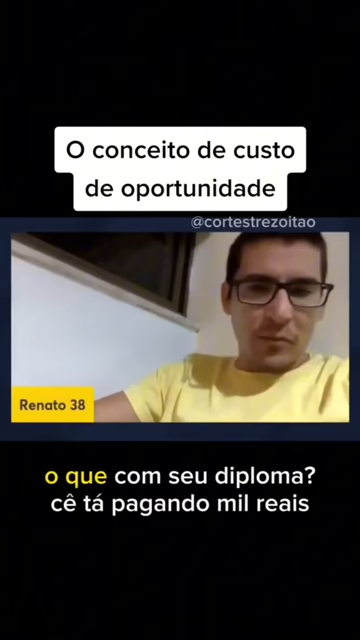 O conceito de custo
de oportunidade
@cortestrezoitao
Renato 38
o que com seu diploma?
cê tá pagando mil reais